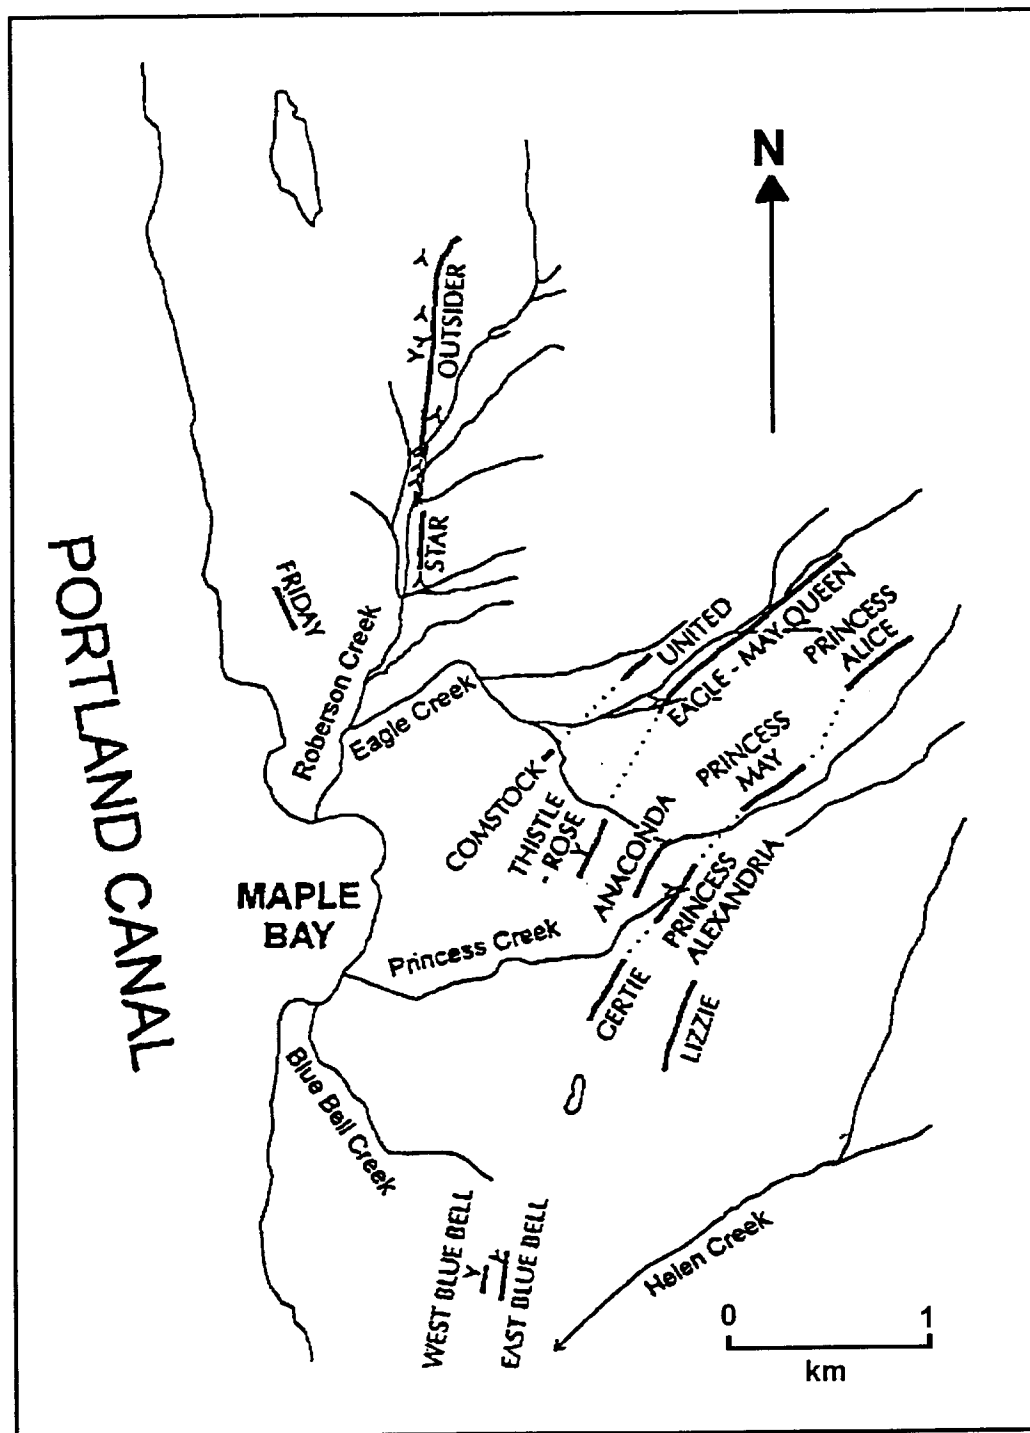 N
OUTSIDER
STAR
FRIDAY
PORTLAND CANAL
Roberson Creek
Eagle Creek
UNITED
EAGLE - MAY QUEEN
PRINCESS
ALICE
PRINCESS
MAY
COMSTOCK
THISTLE
- ROSE
ANACONDA
PRINCESS
ALEXANDRIA
MAPLE
BAY
Princess Creek
GERTIE
LIZZIE
Blue Bell Creek
WEST BLUE BELL
EAST BLUE BELL
Helen Creek
0 1
km